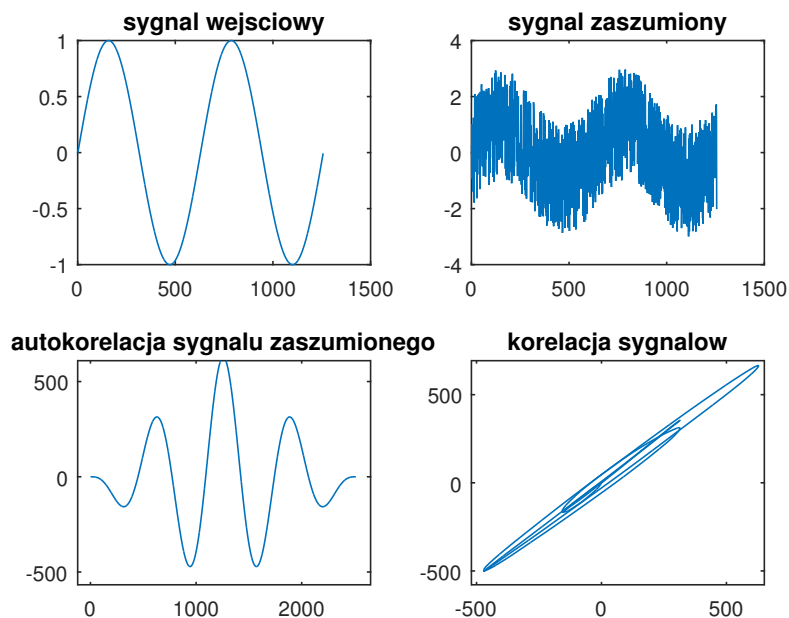 sygnal wejsciowy
1
0.5
0
-0.5
-1
0 500 1000 1500
sygnal zaszumiony
4
2
0
-2
-4
0 500 1000 1500
autokorelacja sygnalu zaszumionego
500
0
-500
0 1000 2000
korelacja sygnalow
500
0
-500
-500 0 500